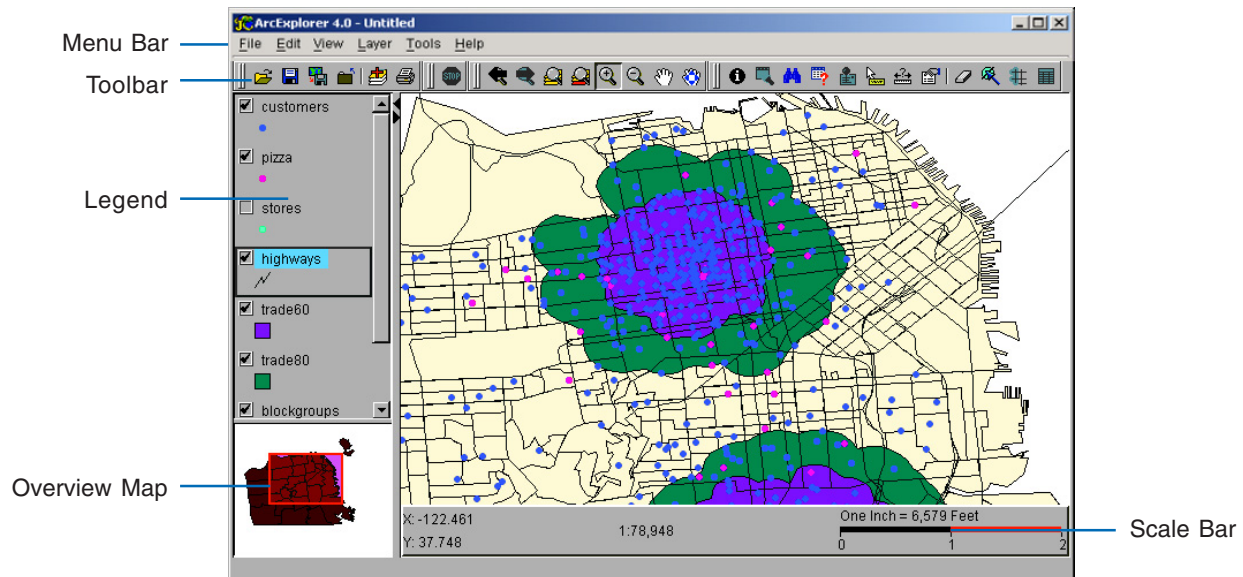 ArcExplorer 4.0 - Untitled
Menu Bar
File Edit View Layer Tools Help
Toolbar
STOP
customers
pizza
Legend
stores
highways
trade60
trade80
blockgroups
Overview Map
X: -122.461
Y: 37.748
1:78,948
One Inch = 6,579 Feet
0 1 2
Scale Bar